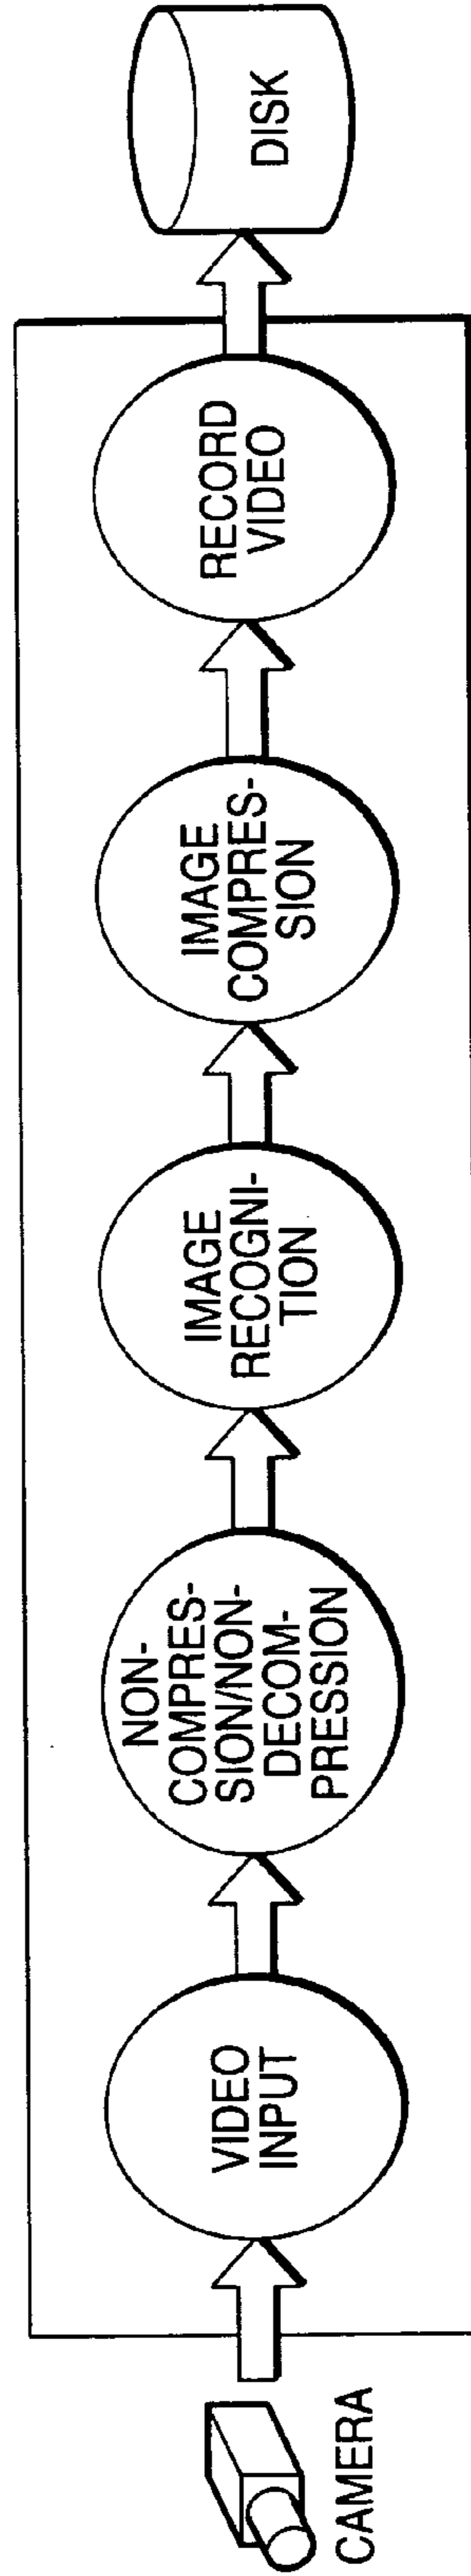 CAMERA
VIDEO
INPUT
NON-
COMPRES-
SION/NON-
DECOM-
PRESSION
IMAGE
RECOGNI-
TION
IMAGE
COMPRES-
SION
RECORD
VIDEO
DISK